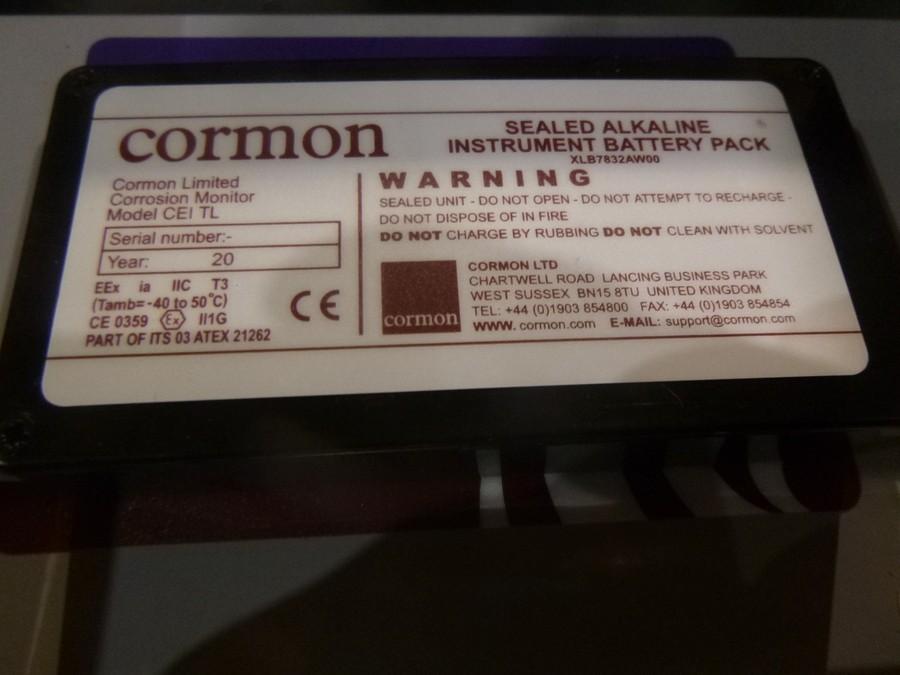 cormon
SEALED ALKALINE
INSTRUMENT BATTERY PACK
XLB7832AW00
Cormon Limited
Corrosion Monitor
Model CEI TL
Serial number:-
Year: 20
EEx ia IIC T3
(Tamb= -40 to 50°C)
CE 0359 Ex II1G
PART OF ITS 03 ATEX 21262
CE
WARNING
SEALED UNIT - DO NOT OPEN - DO NOT ATTEMPT TO RECHARGE -
DO NOT DISPOSE OF IN FIRE
DO NOT CHARGE BY RUBBING DO NOT CLEAN WITH SOLVENT
cormon
CORMON LTD
CHARTWELL ROAD LANCING BUSINESS PARK
WEST SUSSEX BN15 8TU UNITED KINGDOM
TEL: +44 (0)1903 854800 FAX: +44 (0)1903 854854
WWW. cormon.com E-MAIL: support@cormon.com